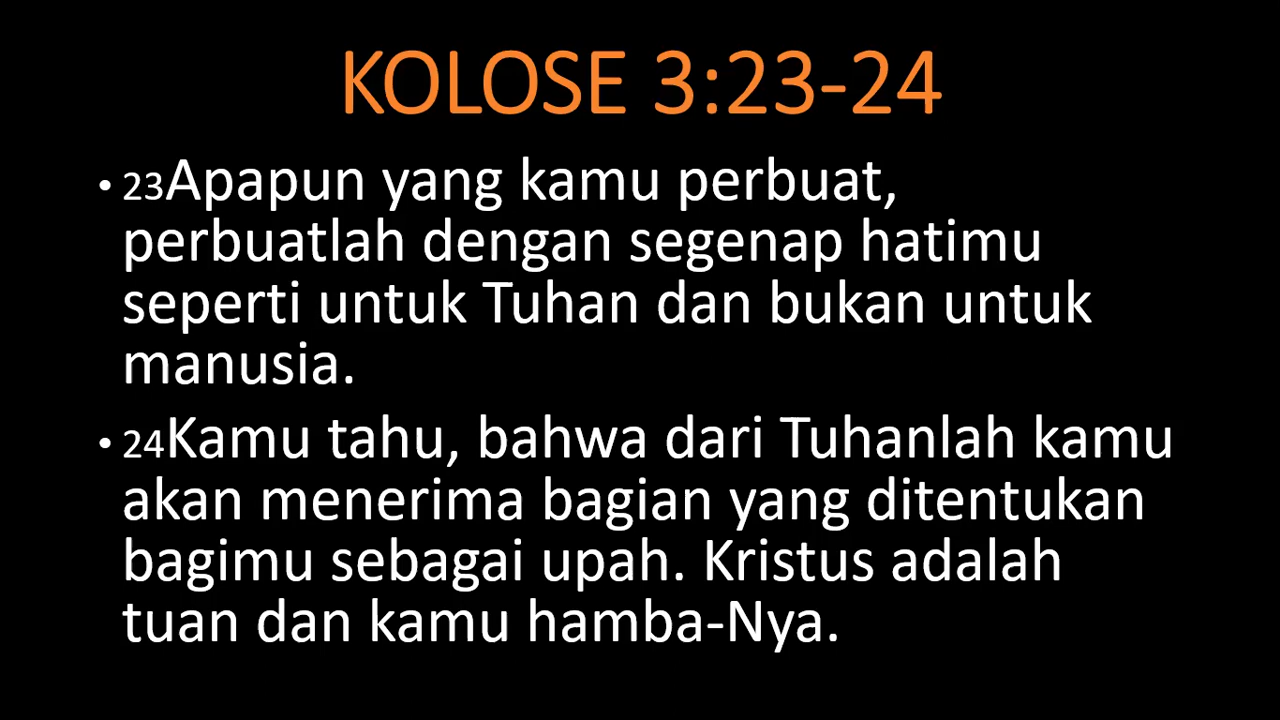 KOLOSE 3:23-24
• 23Apapun yang kamu perbuat,
perbuatlah dengan segenap hatimu
seperti untuk Tuhan dan bukan untuk
manusia.
• 24Kamu tahu, bahwa dari Tuhanlah kamu
akan menerima bagian yang ditentukan
bagimu sebagai upah. Kristus adalah
tuan dan kamu hamba-Nya.